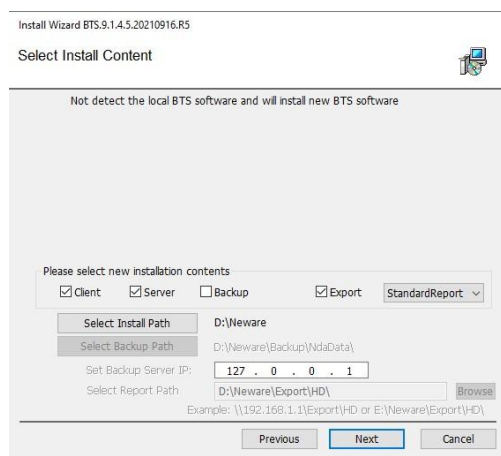 Install Wizard BTS.9.1.4.5.20210916.R5
Select Install Content
Not detect the local BTS software and will install new BTS software
Please select new installation contents
Client Server Backup Export StandardReport
Select Install Path D:\Neware
Select Backup Path D:\Neware\Backup\NdaData\
Set Backup Server IP: 127 . 0 . 0 . 1
Select Report Path D:\Neware\Export\HD\ Browse
Example: \\192.168.1.1\Export\HD or E:\Neware\Export\HD\
Previous Next Cancel